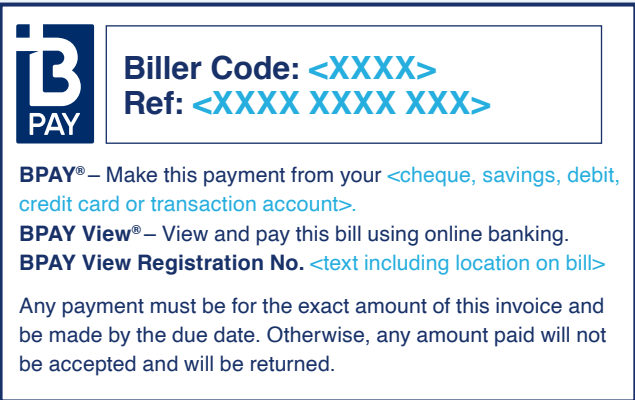 B
PAY
Biller Code: <XXXX>
Ref: <XXXX XXXX XXX>
BPAY® – Make this payment from your <cheque, savings, debit,
credit card or transaction account>.
BPAY View® – View and pay this bill using online banking.
BPAY View Registration No. <text including location on bill>
Any payment must be for the exact amount of this invoice and
be made by the due date. Otherwise, any amount paid will not
be accepted and will be returned.